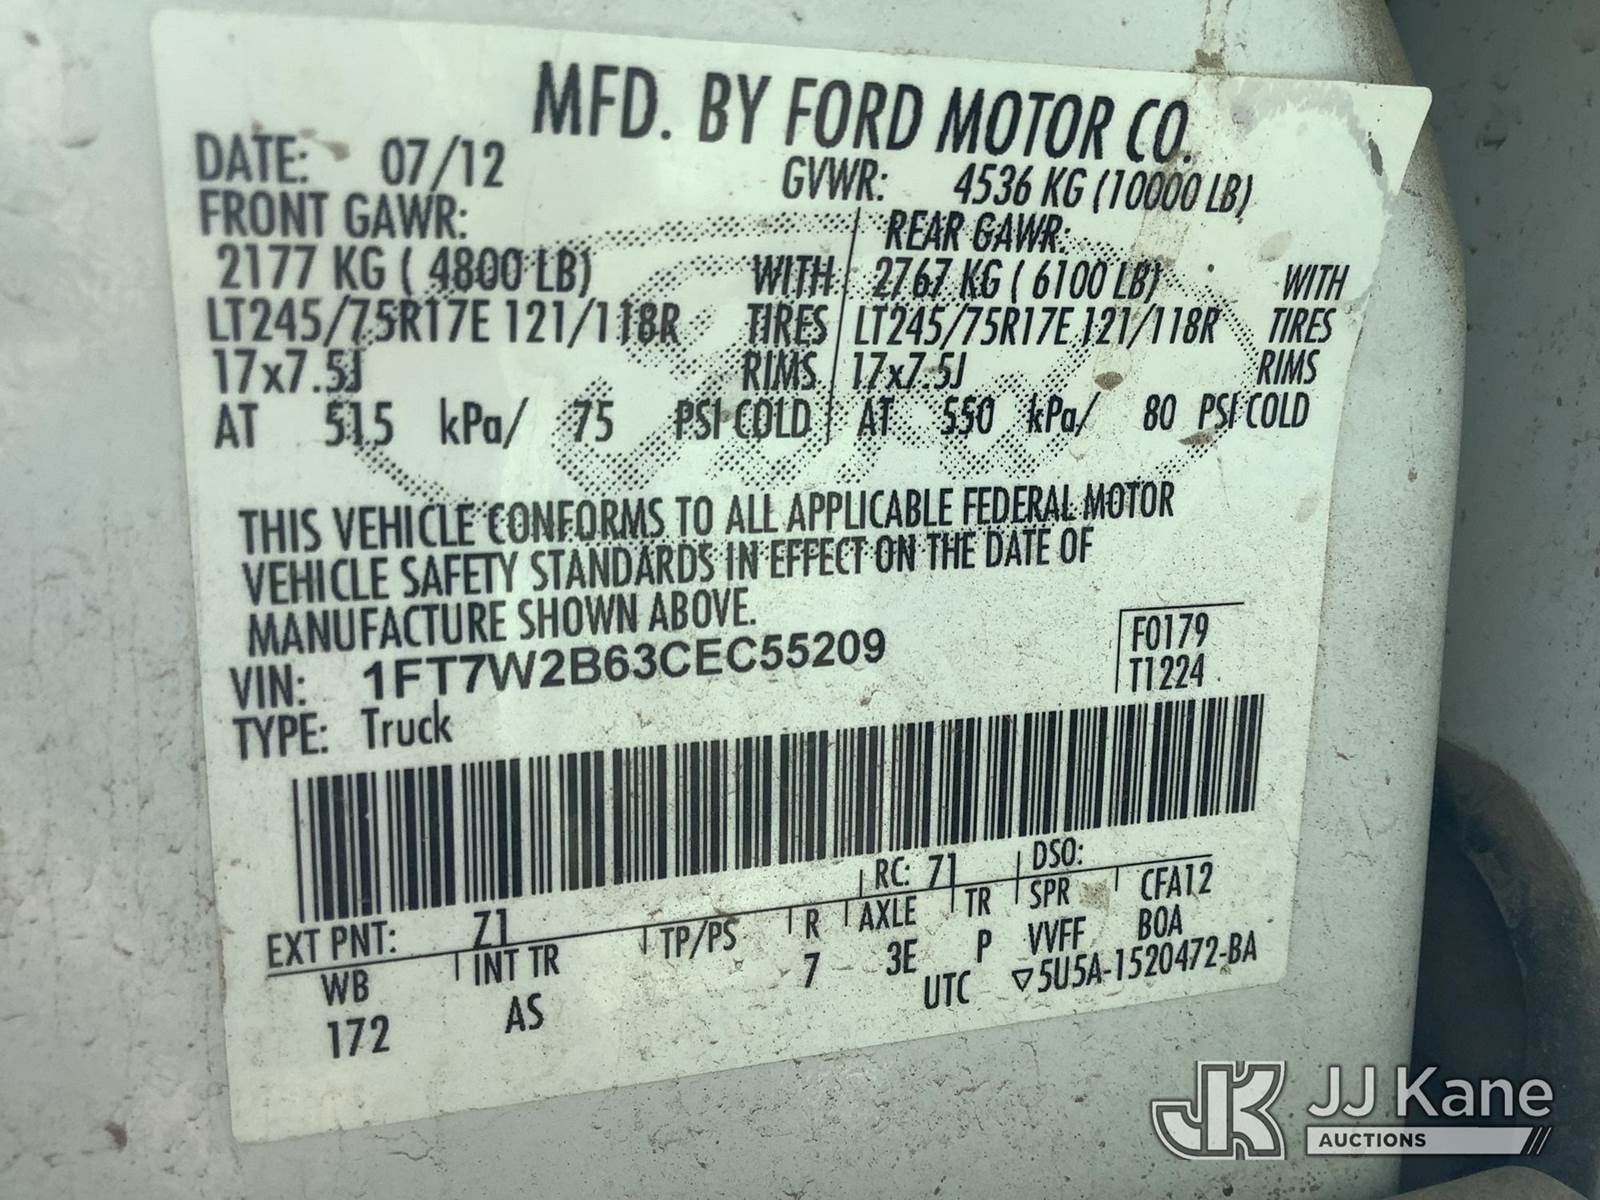 MFD. BY FORD MOTOR CO.
DATE: 07/12 GVWR: 4536 KG (10000 LB)
FRONT GAWR: REAR GAWR:
2177 KG ( 4800 LB) WITH 2767 KG ( 6100 LB) WITH
LT245/75R17E 121/118R TIRES LT245/75R17E 121/118R TIRES
17x7.5J RIMS 17x7.5J RIMS
AT 515 kPa/ 75 PSI COLD AT 550 kPa/ 80 PSI COLD
THIS VEHICLE CONFORMS TO ALL APPLICABLE FEDERAL MOTOR
VEHICLE SAFETY STANDARDS IN EFFECT ON THE DATE OF
MANUFACTURE SHOWN ABOVE.
VIN: 1FT7W2B63CEC55209 F0179
TYPE: Truck T1224
EXT PNT: Z1 RC: 71 DSO:
WB INT TR TP/PS R AXLE TR SPR CFA12
172 AS 7 3E P VVFF BOA
UTC ▽5U5A-1520472-BA
JK JJ Kane
AUCTIONS